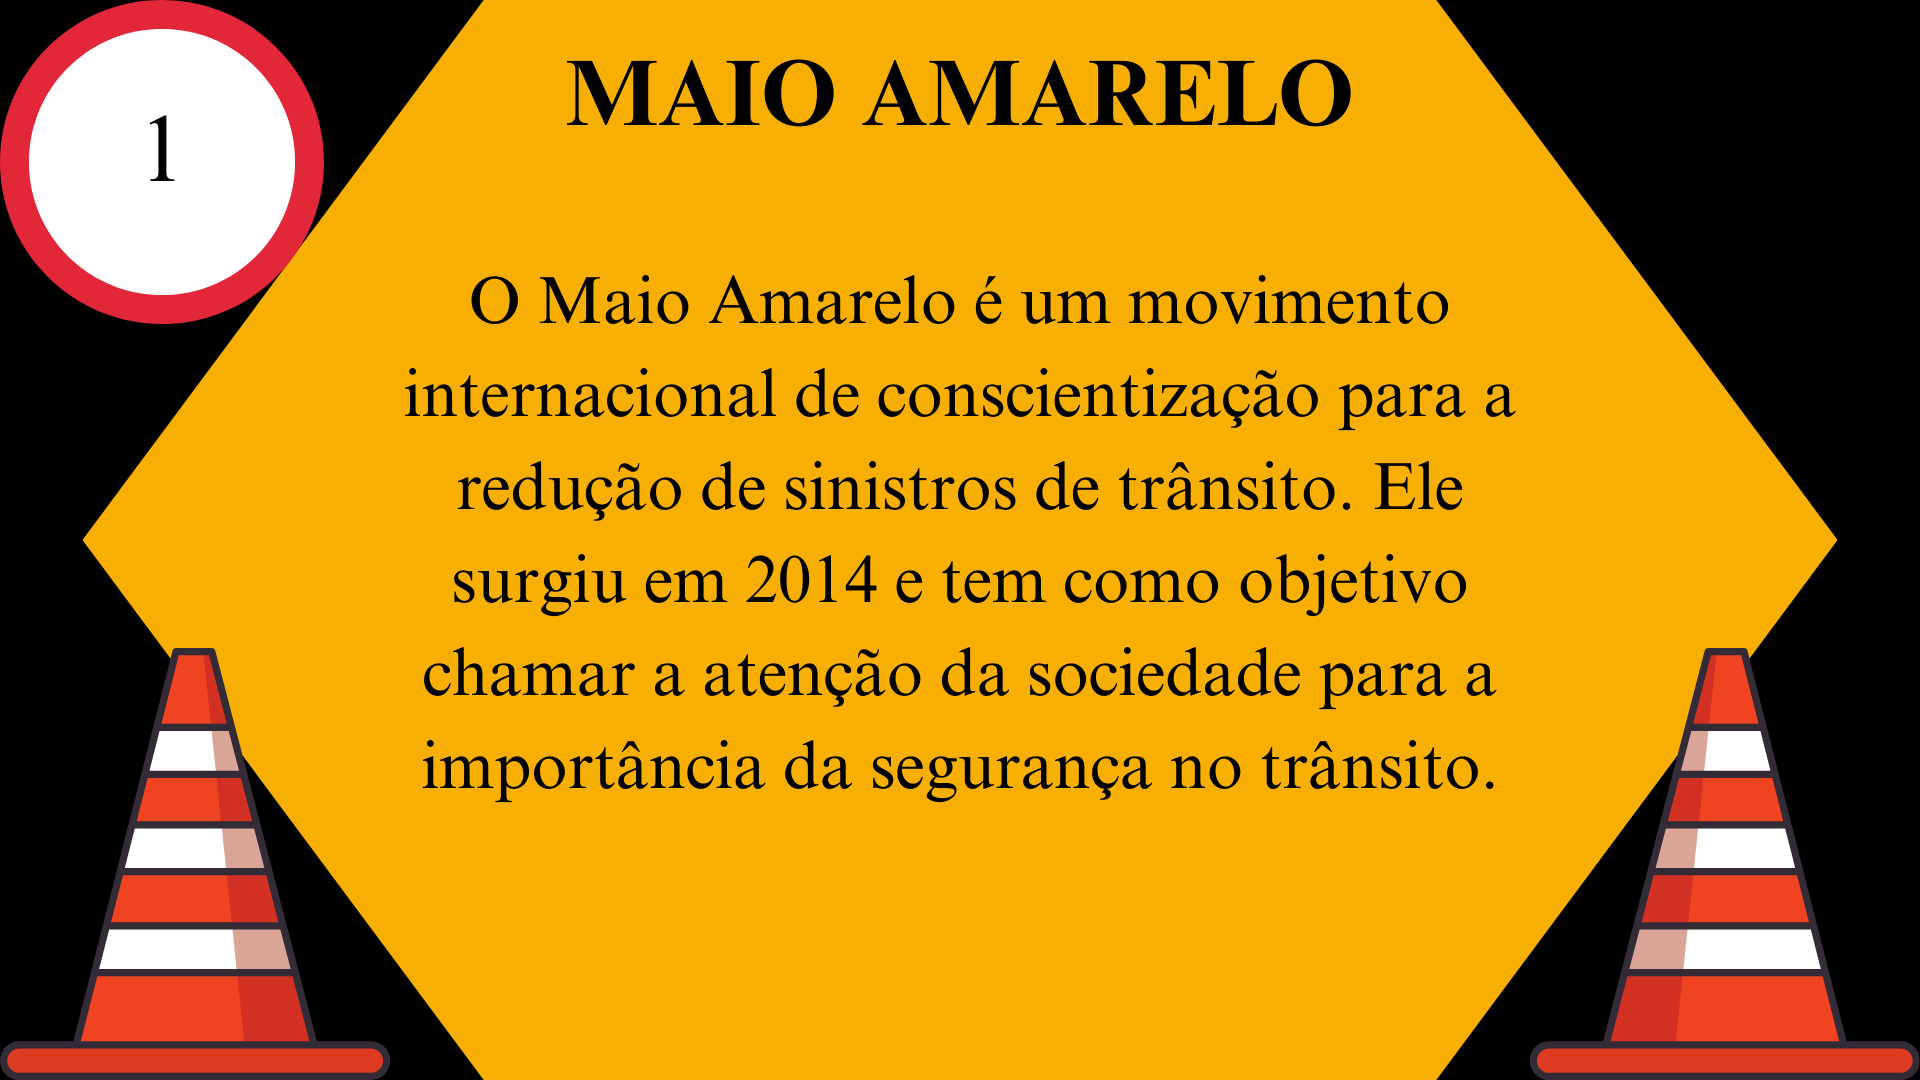 1
MAIO AMARELO
O Maio Amarelo é um movimento
internacional de conscientização para a
redução de sinistros de trânsito. Ele
surgiu em 2014 e tem como objetivo
chamar a atenção da sociedade para a
importância da segurança no trânsito.